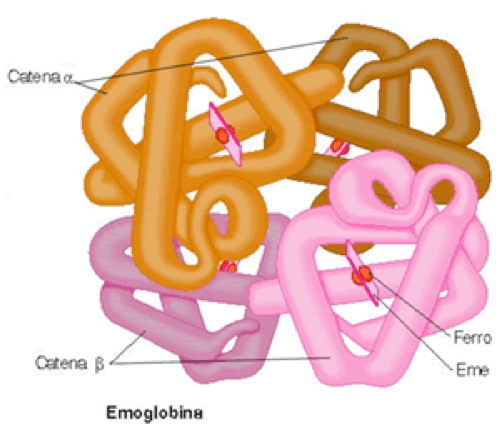 Catena α
Ferro
Eme
Catena β
Emoglobina